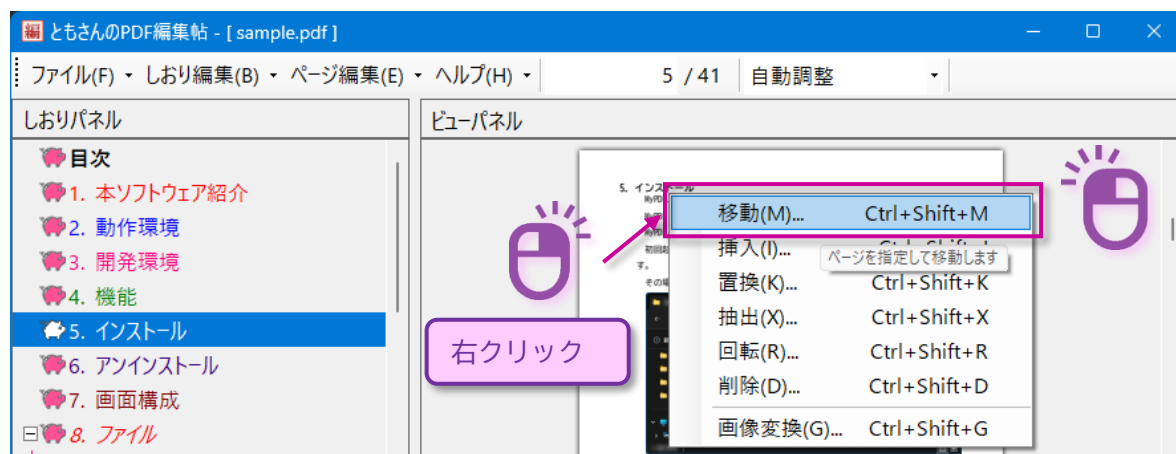 編 ともさんのPDF編集帖 - [ sample.pdf ]
ファイル(F) しおり編集(B) ページ編集(E) ヘルプ(H) 5 / 41 自動調整
しおりパネル
目次
1. 本ソフトウェア紹介
2. 動作環境
3. 開発環境
4. 機能
5. インストール
6. アンインストール
7. 画面構成
8. ファイル
ビューパネル
5. インストール
移動(M)... Ctrl+Shift+M
挿入(I)...
ページを指定して移動します
置換(K)... Ctrl+Shift+K
抽出(X)... Ctrl+Shift+X
回転(R)... Ctrl+Shift+R
削除(D)... Ctrl+Shift+D
画像変換(G)... Ctrl+Shift+G
右クリック